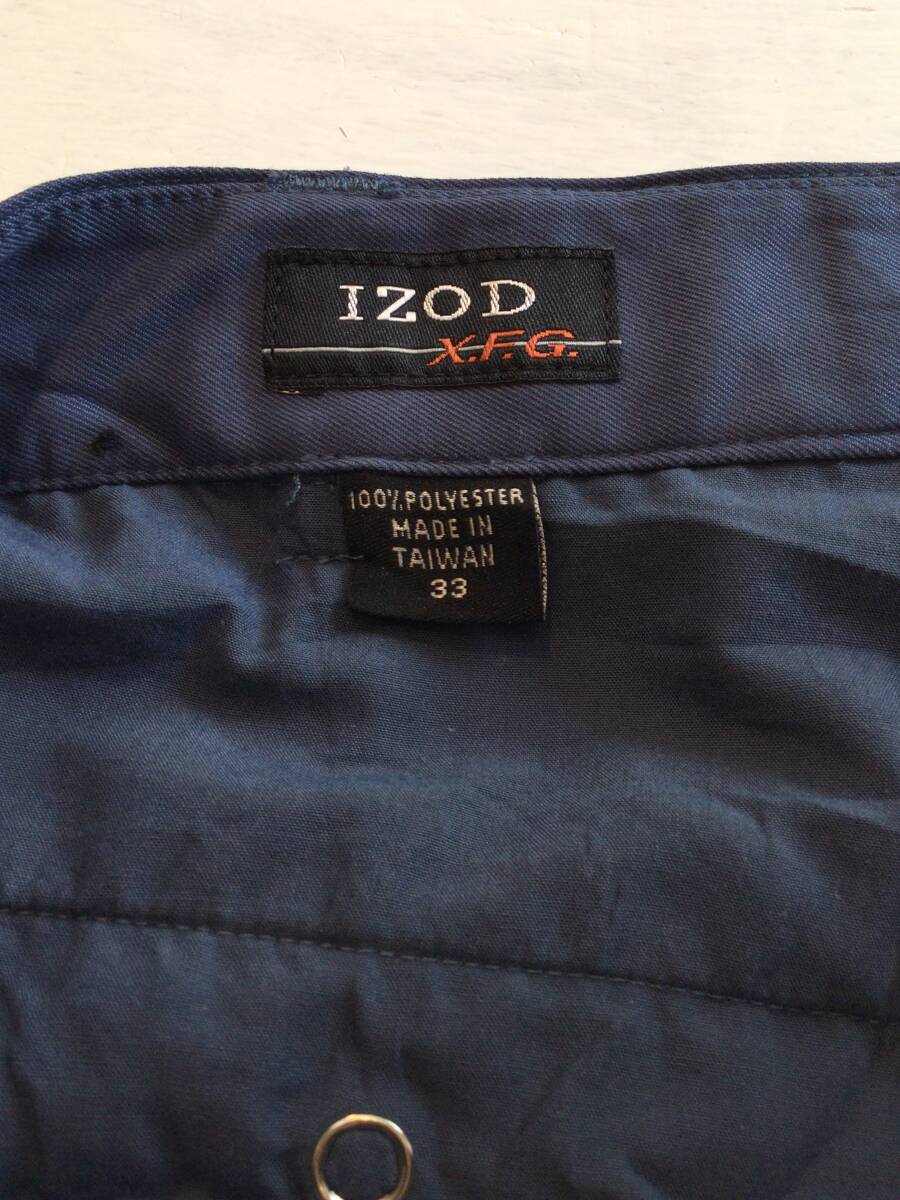 IZOD
X.F.G.
100% POLYESTER
MADE IN
TAIWAN
33